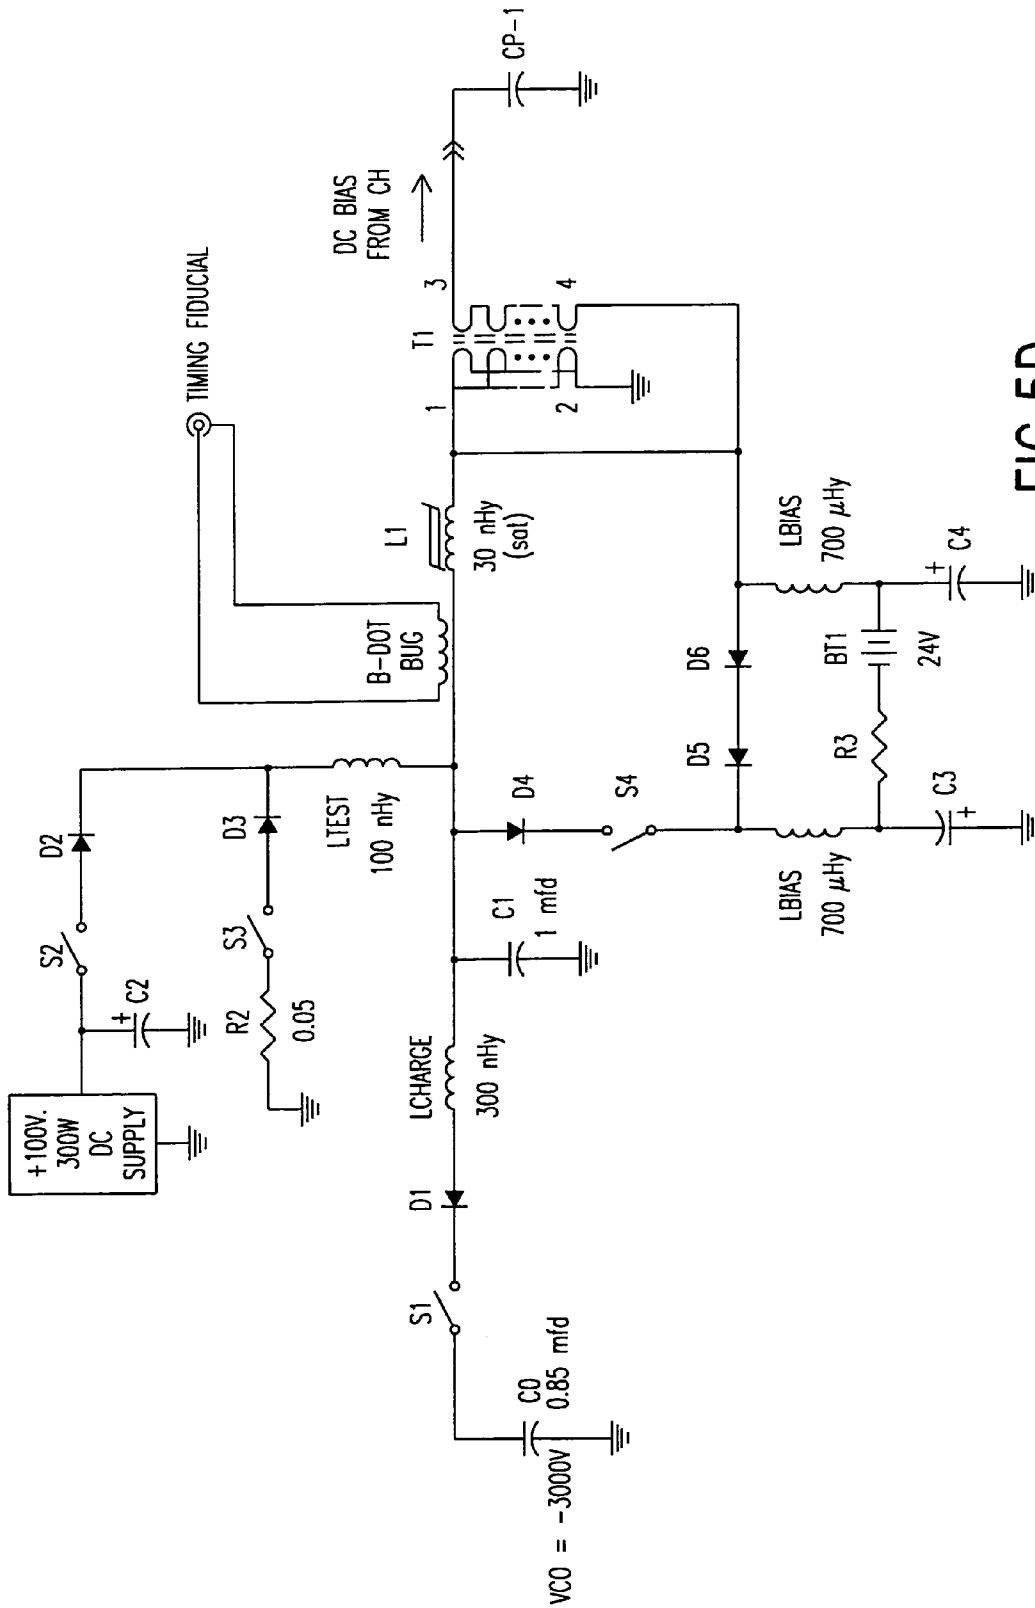 +100V.
300W
DC
SUPPLY
S2
D2
C2
+
R2
0.05
S3
D3
LTEST
100 nHy
TIMING FIDUCIAL
B-DOT
BUG
L1
30 nHy
(sat)
T1
1
2
3
4
DC BIAS
FROM CH
CP-1
VCO = -3000V
C0
0.85 mfd
S1
D1
LCHARGE
300 nHy
C1
1 mfd
D4
S4
D5
D6
LBIAS
700 µHy
LBIAS
700 µHy
R3
BT1
24V
C3
+
C4
+